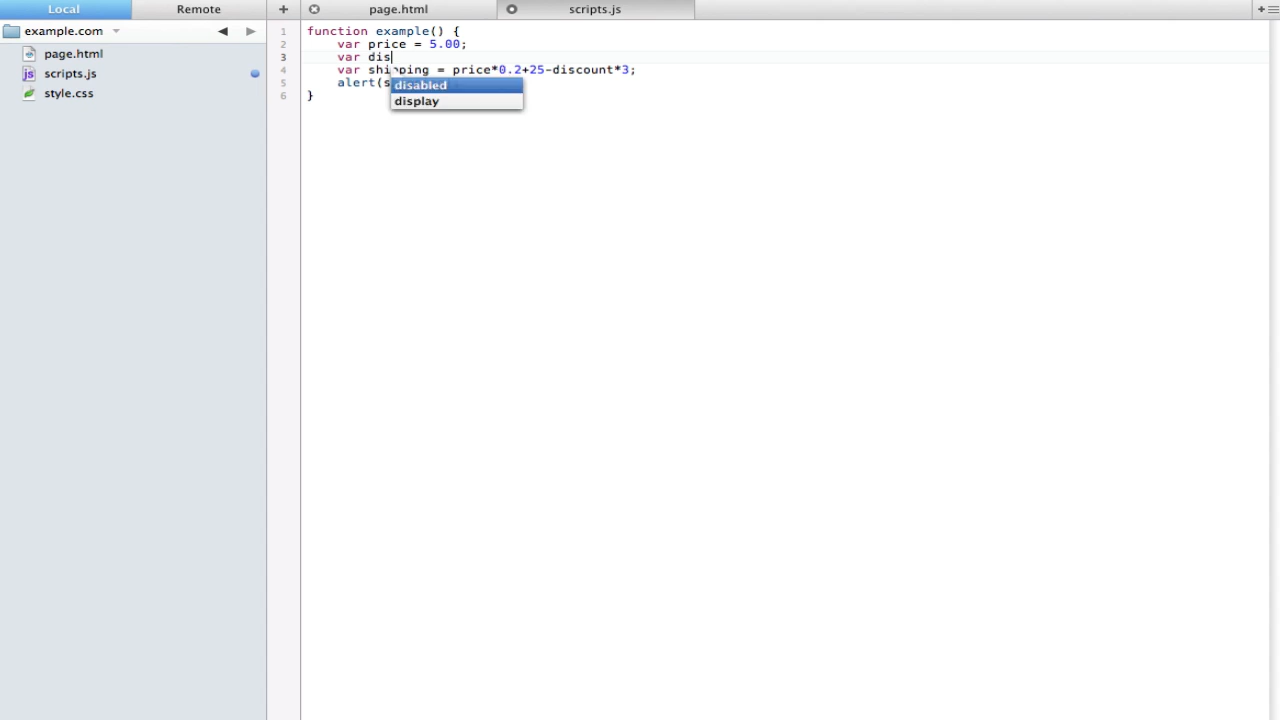 Local Remote + page.html scripts.js +
example.com
page.html
scripts.js
style.css
1 function example() {
2 var price = 5.00;
3 var dis
4 var shipping = price*0.2+25-discount*3;
5 alert(s
6 }
disabled
display